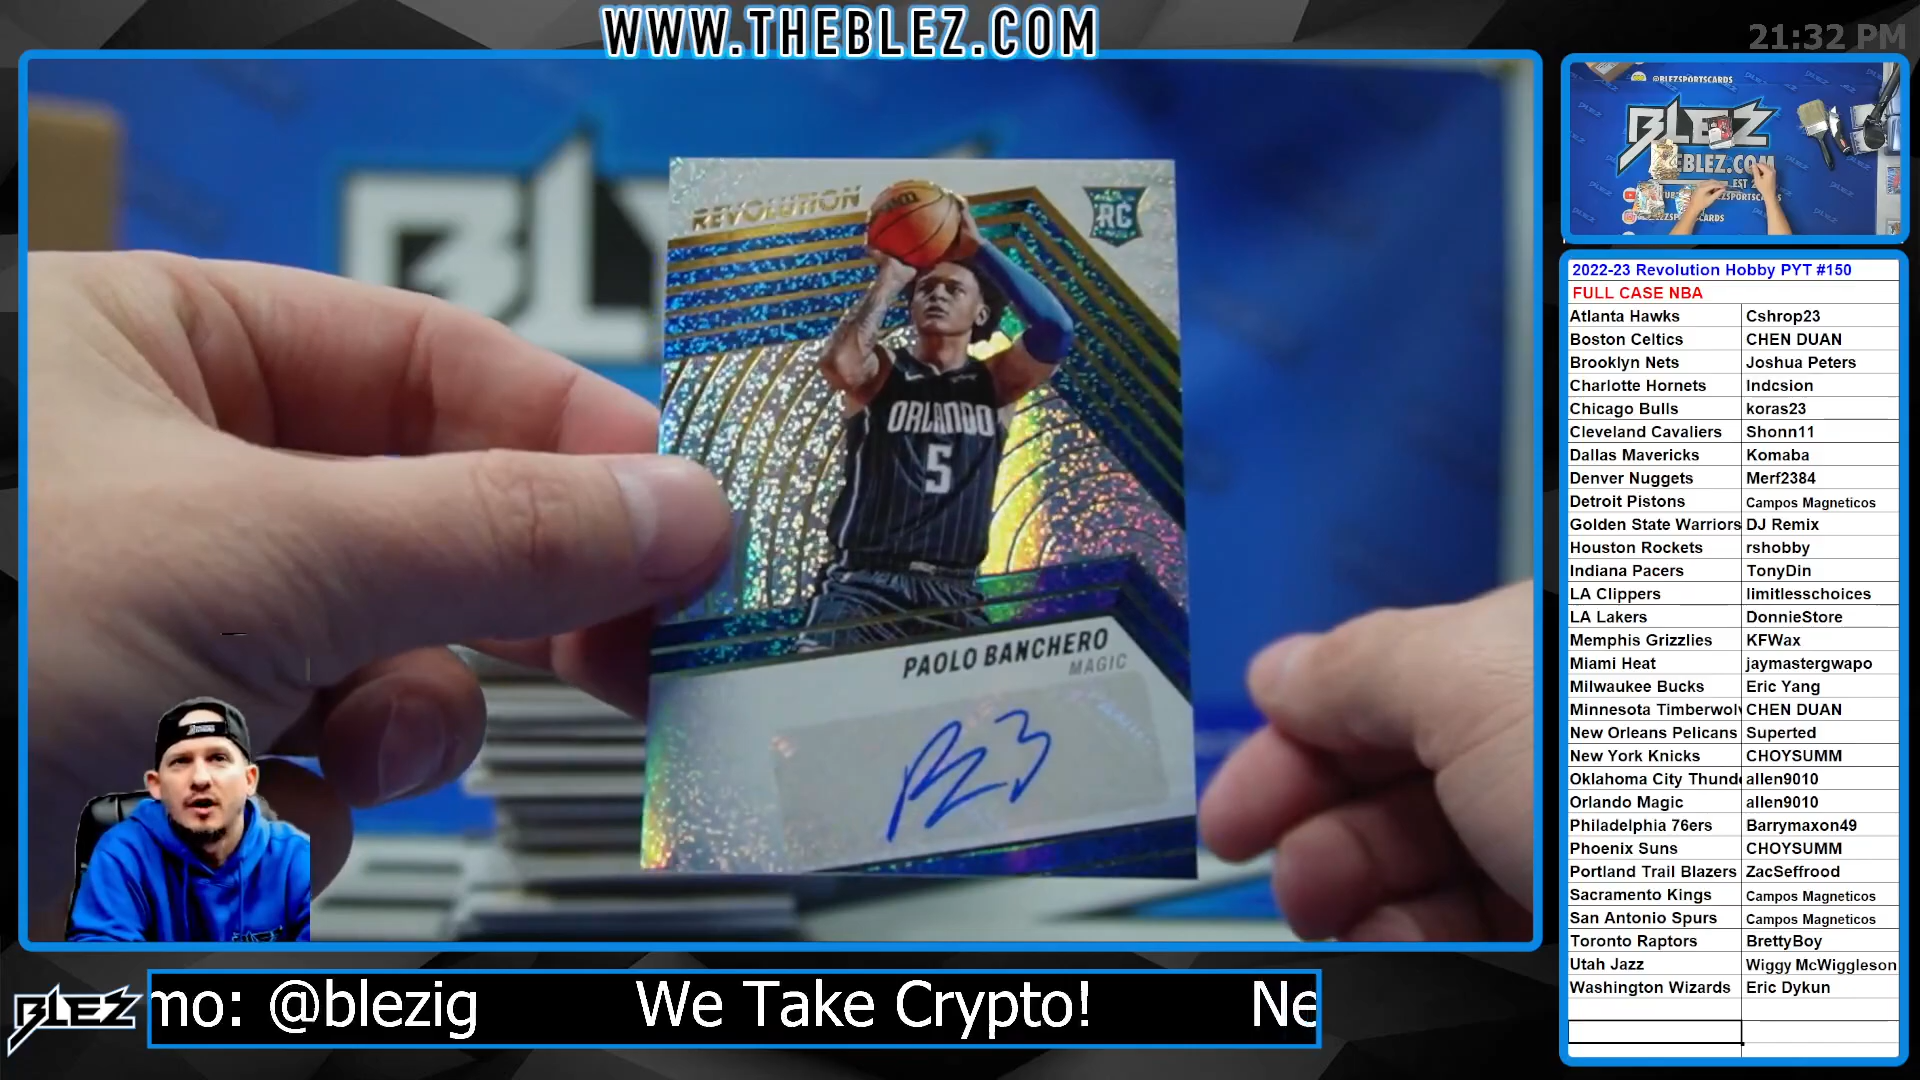 WWW.THEBLEZ.COM
21:32 PM
REVOLUTION
RC
ORLANDO
5
PAOLO BANCHERO
MAGIC
@BLEZSPORTSCARDS
BLEZ
2022-23 Revolution Hobby PYT #150
FULL CASE NBA
Atlanta Hawks Cshrop23
Boston Celtics CHEN DUAN
Brooklyn Nets Joshua Peters
Charlotte Hornets Indcsion
Chicago Bulls koras23
Cleveland Cavaliers Shonn11
Dallas Mavericks Komaba
Denver Nuggets Merf2384
Detroit Pistons Campos Magneticos
Golden State Warriors DJ Remix
Houston Rockets rshobby
Indiana Pacers TonyDin
LA Clippers limitlesschoices
LA Lakers DonnieStore
Memphis Grizzlies KFWax
Miami Heat jaymastergwapo
Milwaukee Bucks Eric Yang
Minnesota Timberwolv CHEN DUAN
New Orleans Pelicans Superted
New York Knicks CHOYSUMM
Oklahoma City Thund allen9010
Orlando Magic allen9010
Philadelphia 76ers Barrymaxon49
Phoenix Suns CHOYSUMM
Portland Trail Blazers ZacSeffrood
Sacramento Kings Campos Magneticos
San Antonio Spurs Campos Magneticos
Toronto Raptors BrettyBoy
Utah Jazz Wiggy McWiggleson
Washington Wizards Eric Dykun
BLEZ
mo: @blezig We Take Crypto! Ne